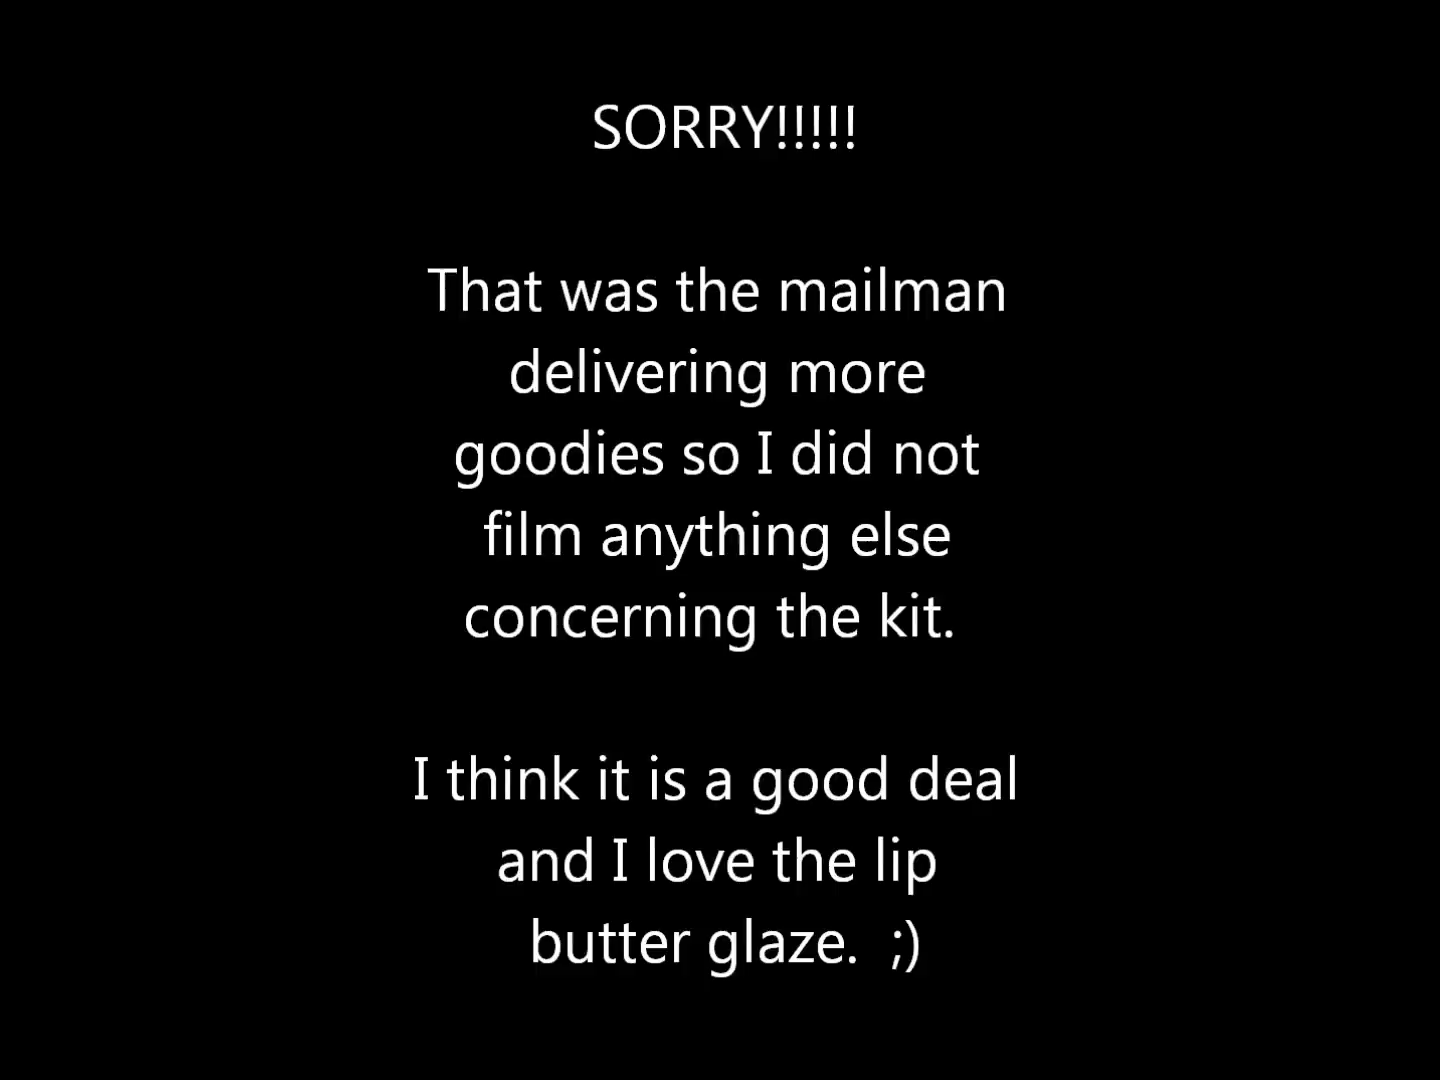 SORRY!!!!!
That was the mailman
delivering more
goodies so I did not
film anything else
concerning the kit.
I think it is a good deal
and I love the lip
butter glaze.  ;)